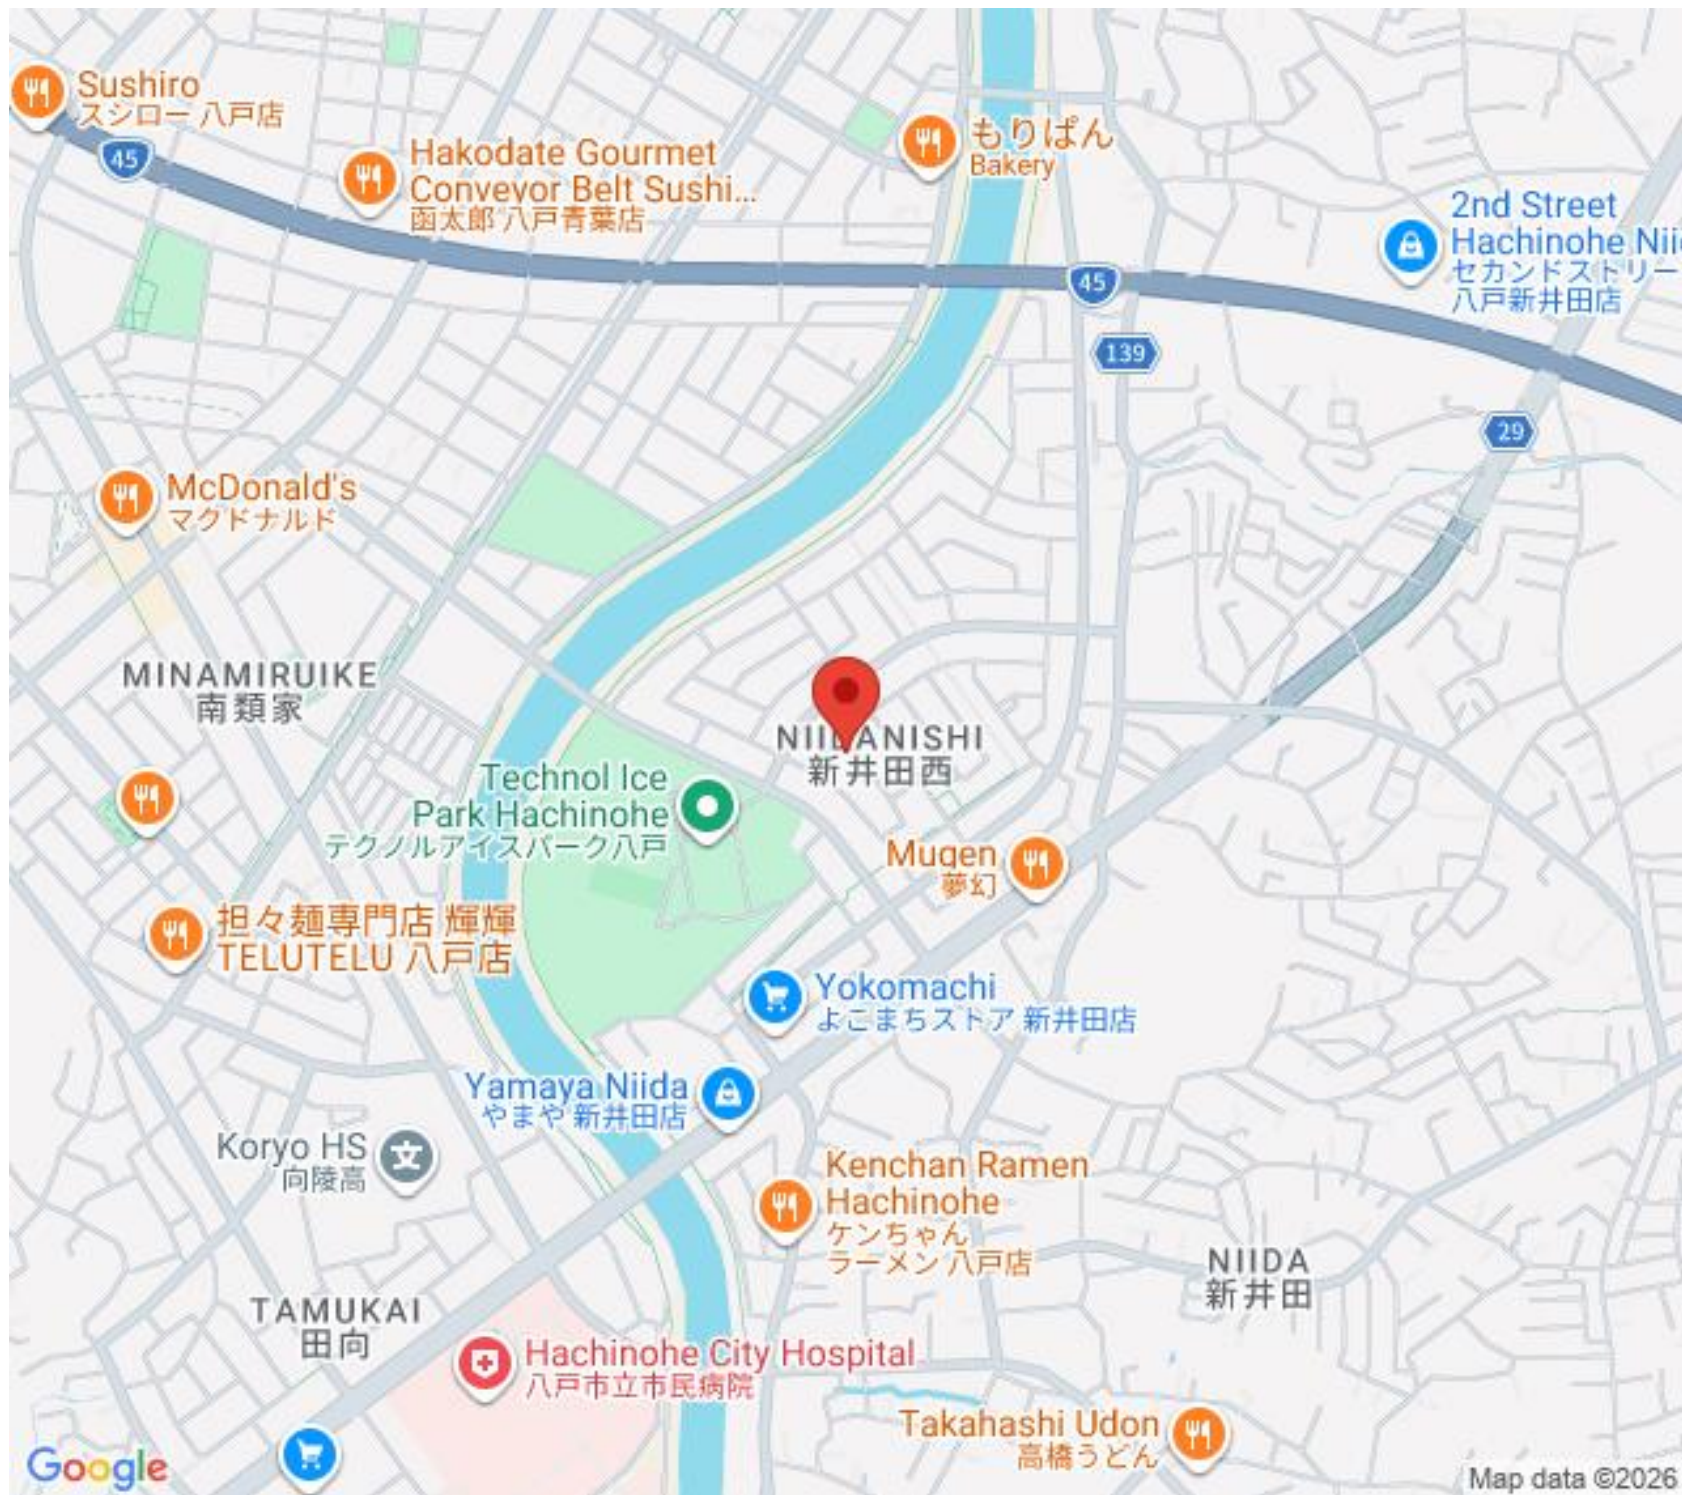 Sushiro
スシロー 八戸店
45
Hakodate Gourmet
Conveyor Belt Sushi...
函太郎 八戸青葉店
もりぱん
Bakery
2nd Street
Hachinohe Nii
セカンドストリー
八戸新井田店
45
139
29
McDonald's
マクドナルド
MINAMIRUIKE
南類家
NIIDANISHI
新井田西
Technol Ice
Park Hachinohe
テクノルアイスパーク八戸
Mugen
夢幻
担々麺専門店 輝輝
TELUTELU 八戸店
Yokomachi
よこまちストア 新井田店
Yamaya Niida
やまや 新井田店
Koryo HS
文
向陵高
Kenchan Ramen
Hachinohe
ケンちゃん
ラーメン 八戸店
NIIDA
新井田
TAMUKAI
田向
Hachinohe City Hospital
八戸市立市民病院
Takahashi Udon
高橋うどん
Google
Map data ©2026